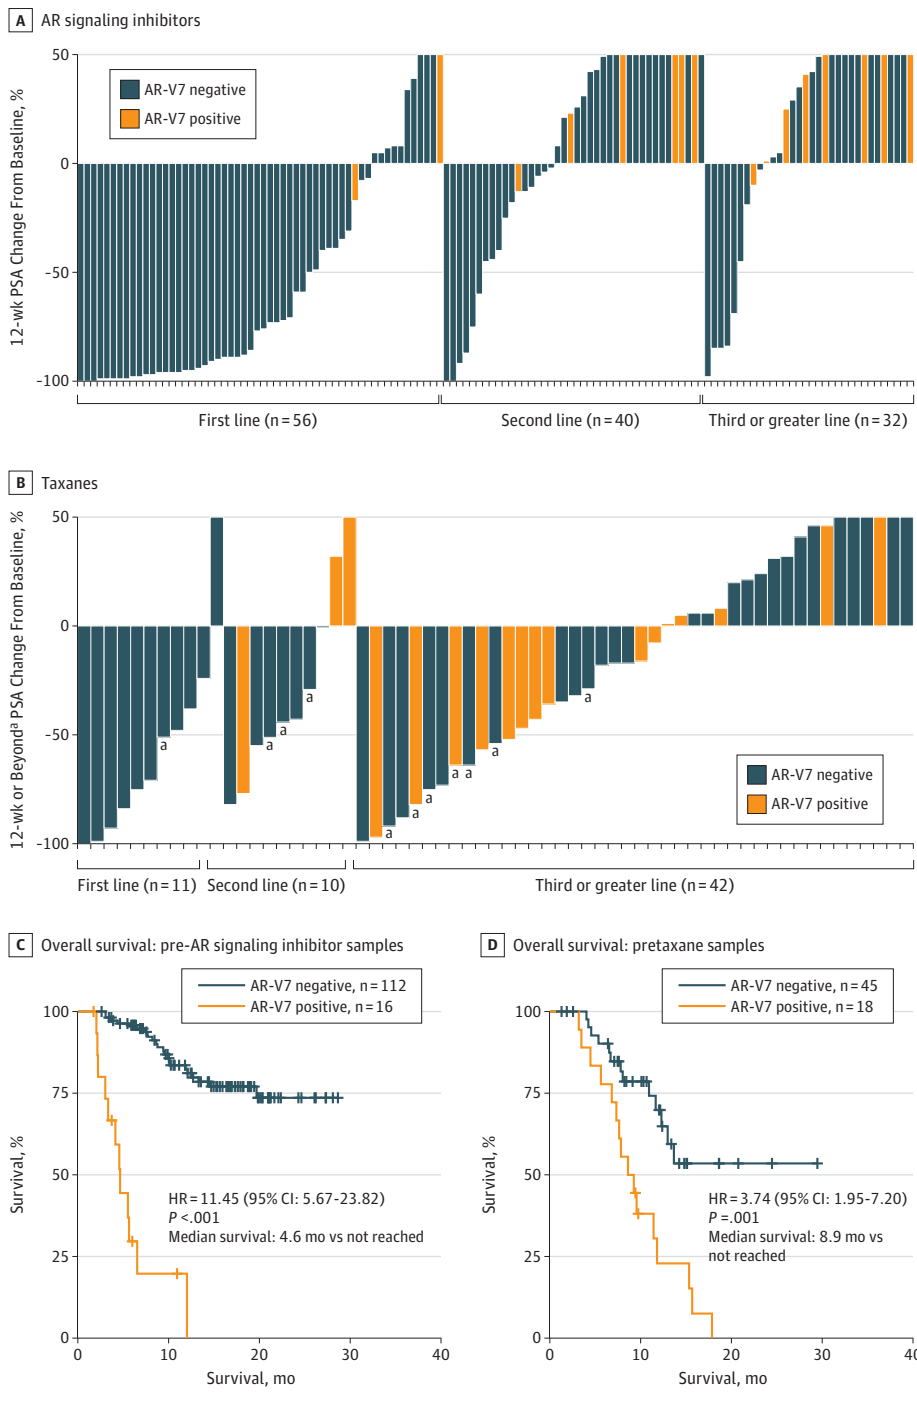 A AR signaling inhibitors
12-wk PSA Change From Baseline, %
50
0
-50
-100
AR-V7 negative
AR-V7 positive
First line (n=56)
Second line (n=40)
Third or greater line (n=32)
B Taxanes
12-wk or Beyondª PSA Change From Baseline, %
50
0
-50
-100
a
a
a
a
a
a
a
a
a
a
a
AR-V7 negative
AR-V7 positive
First line (n=11)
Second line (n=10)
Third or greater line (n=42)
C Overall survival: pre-AR signaling inhibitor samples
AR-V7 negative, n=112
AR-V7 positive, n=16
Survival, %
100
75
50
25
0
HR=11.45 (95% CI: 5.67-23.82)
P <.001
Median survival: 4.6 mo vs not reached
0 10 20 30 40
Survival, mo
D Overall survival: pretaxane samples
AR-V7 negative, n=45
AR-V7 positive, n=18
Survival, %
100
75
50
25
0
HR=3.74 (95% CI: 1.95-7.20)
P =.001
Median survival: 8.9 mo vs
not reached
0 10 20 30 40
Survival, mo